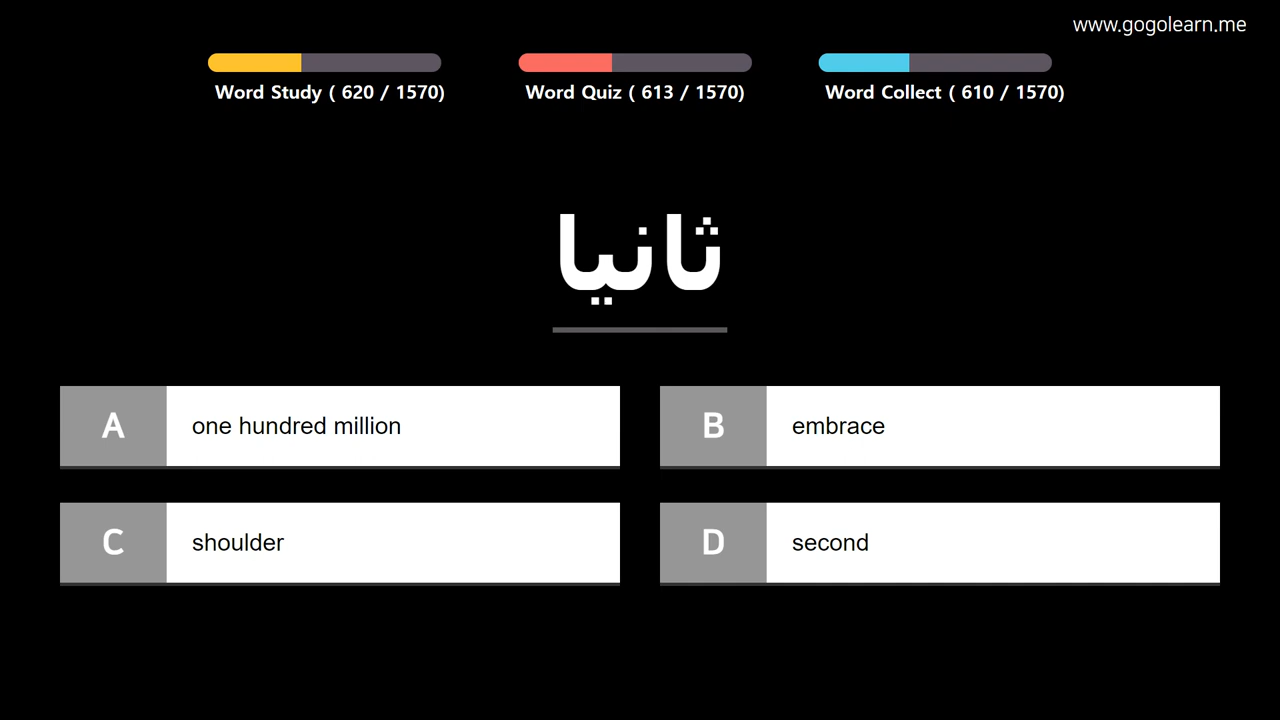 www.gogolearn.me
Word Study ( 620 / 1570)
Word Quiz ( 613 / 1570)
Word Collect ( 610 / 1570)
ثانيا
A one hundred million
B embrace
C shoulder
D second